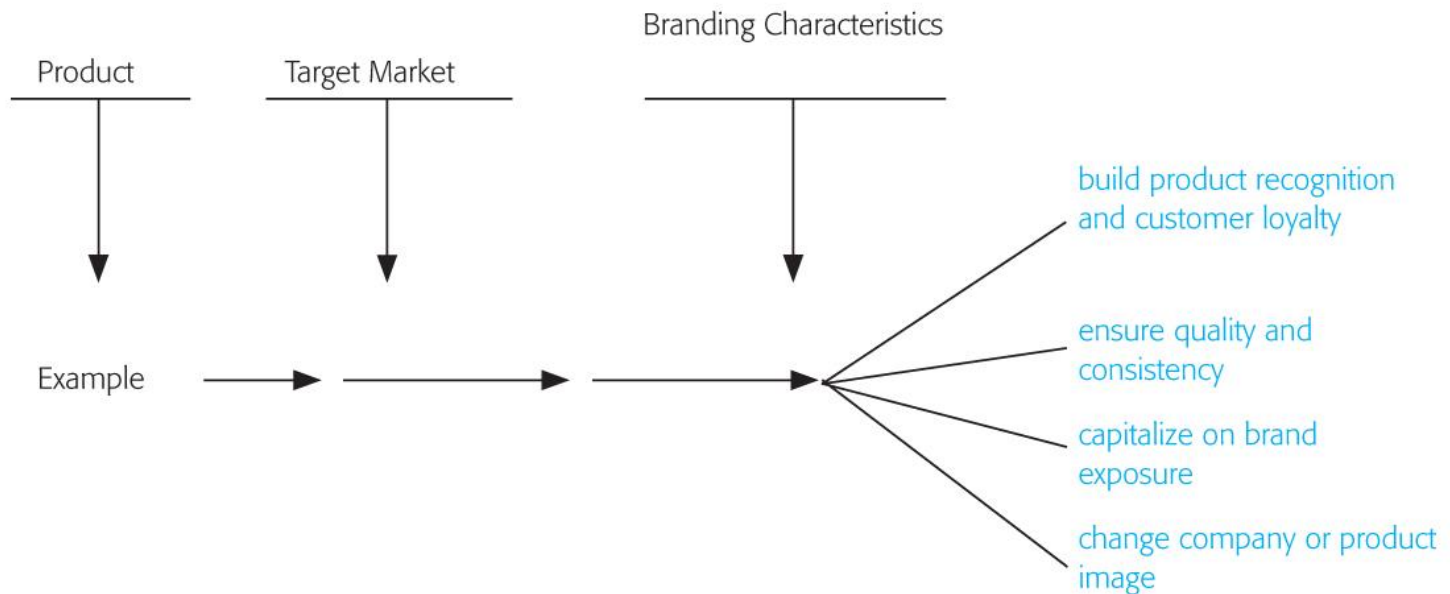 Branding Characteristics
Product
Target Market
build product recognition
and customer loyalty
ensure quality and
consistency
Example
capitalize on brand
exposure
change company or product
image